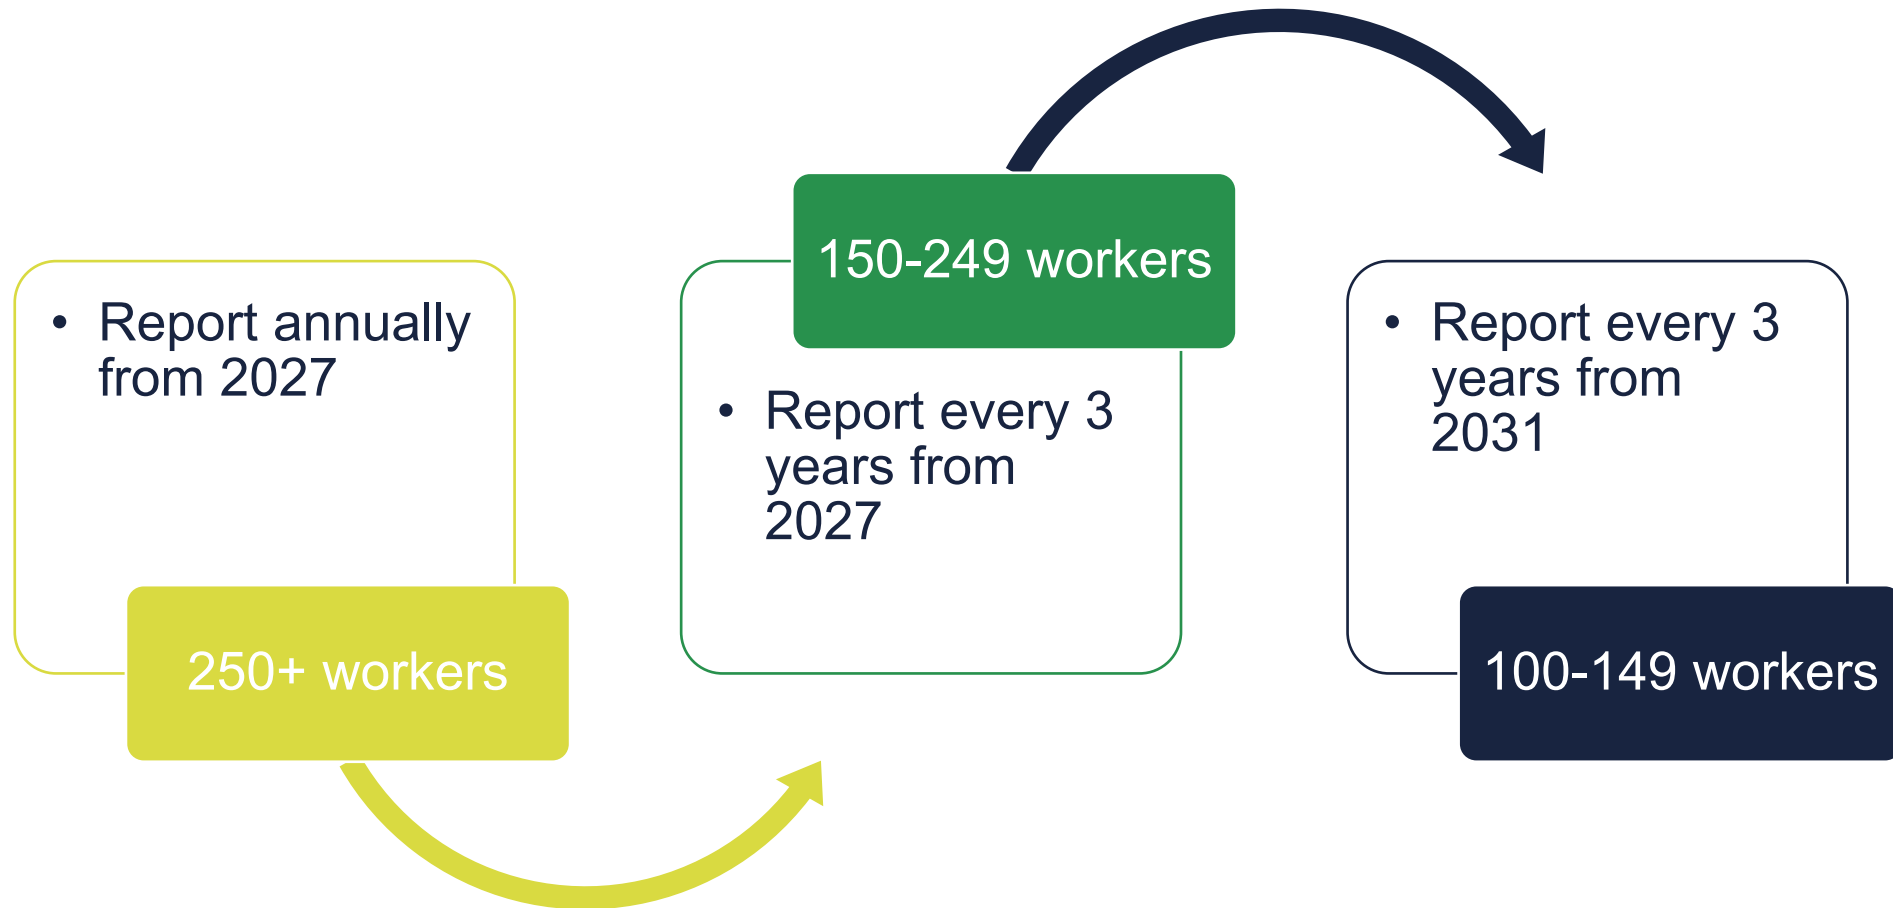 • Report annually
from 2027
250+ workers
150-249 workers
• Report every 3
years from
2027
• Report every 3
years from
2031
100-149 workers